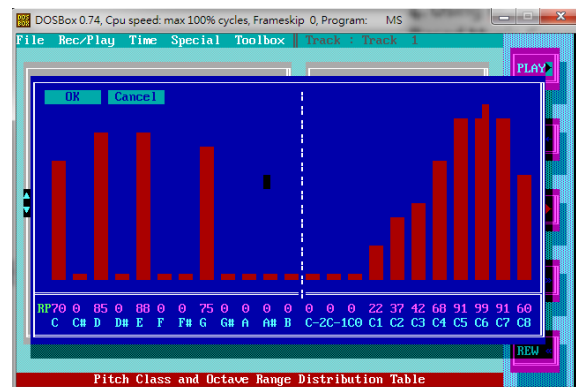 DOSBox 0.74, Cpu speed: max 100% cycles, Frameskip 0, Program: MS
File Rec/Play Time Special Toolbox Track : Track 1
PLAY
OK Cancel
RP70 0 85 0 88 0 0 75 0 0 0 0 0 0 0 22 37 42 68 91 99 91 60
C C# D D# E F F# G G# A A# B C-2C-1C0 C1 C2 C3 C4 C5 C6 C7 C8
REW
Pitch Class and Octave Range Distribution Table